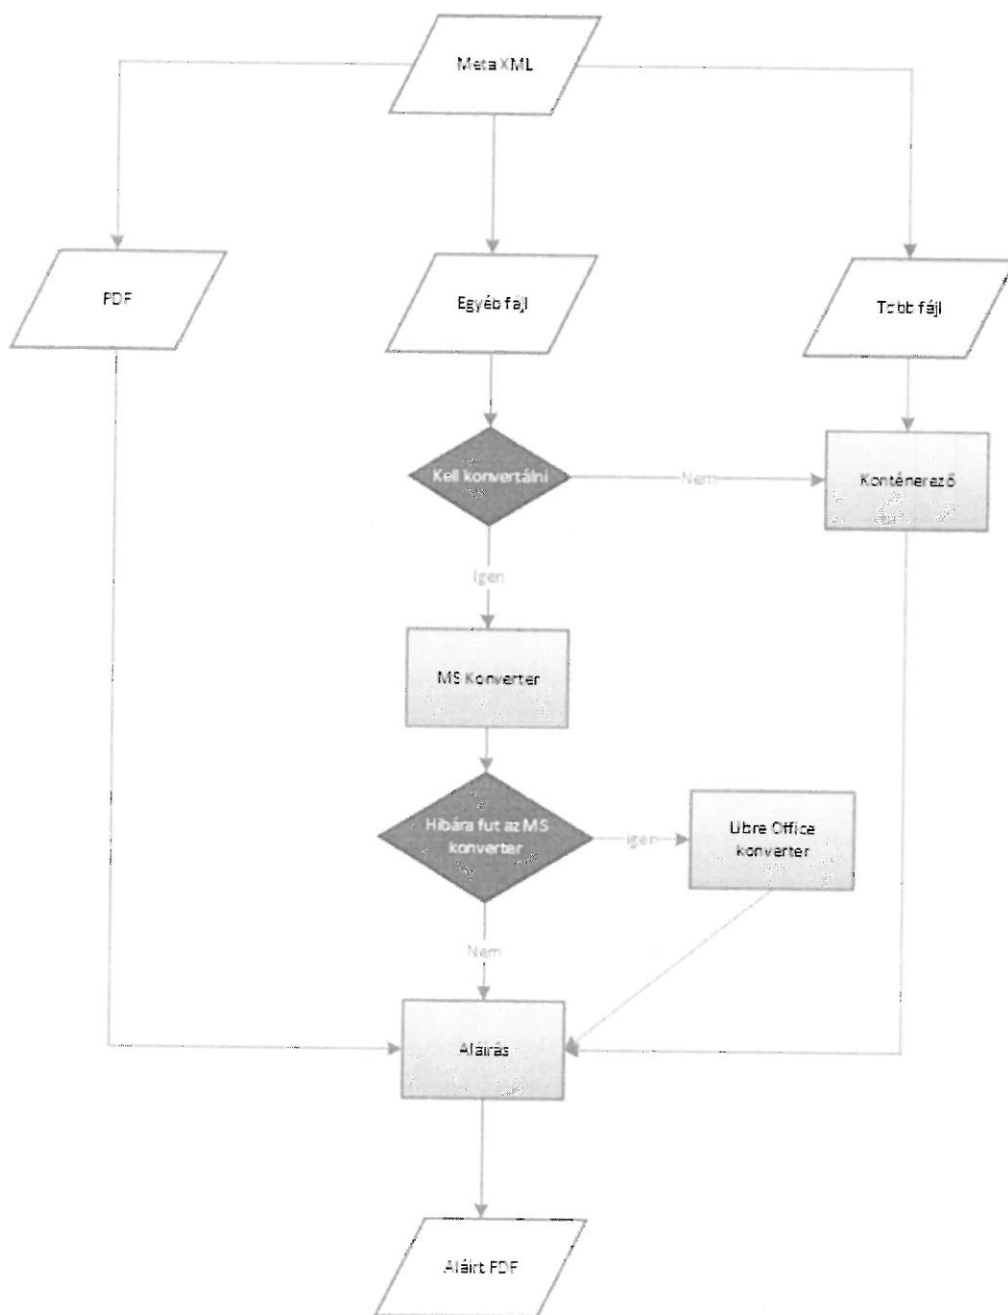 Meta XML
PDF
Egyéb fájl
Több fájl
Kell konvertálni
Nem
Konténerező
Igen
MS Konverter
Hibára fut az MS
konverter
Igen
Libre Office
konverter
Nem
Aláírás
Aláírt PDF